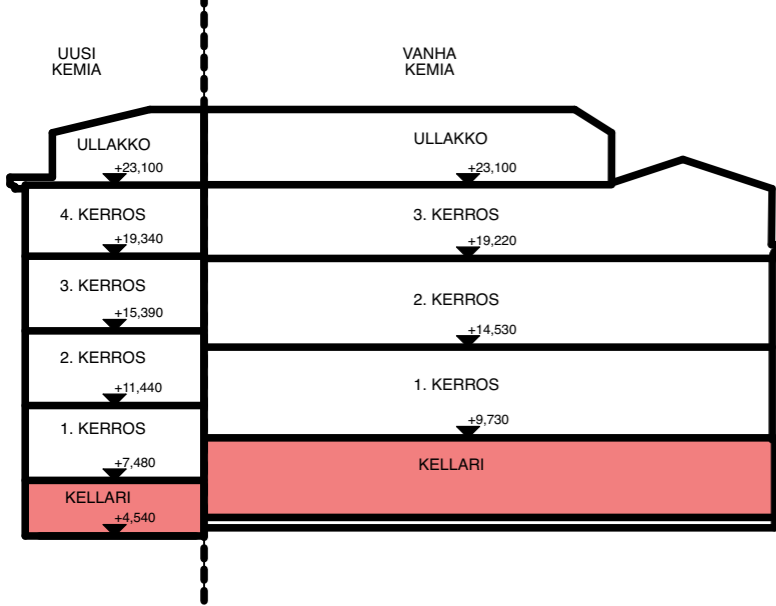 UUSI
KEMIA
VANHA
KEMIA
ULLAKKO
+23,100
4. KERROS
+19,340
3. KERROS
+15,390
2. KERROS
+11,440
1. KERROS
+7,480
KELLARI
+4,540
ULLAKKO
+23,100
3. KERROS
+19,220
2. KERROS
+14,530
1. KERROS
+9,730
KELLARI